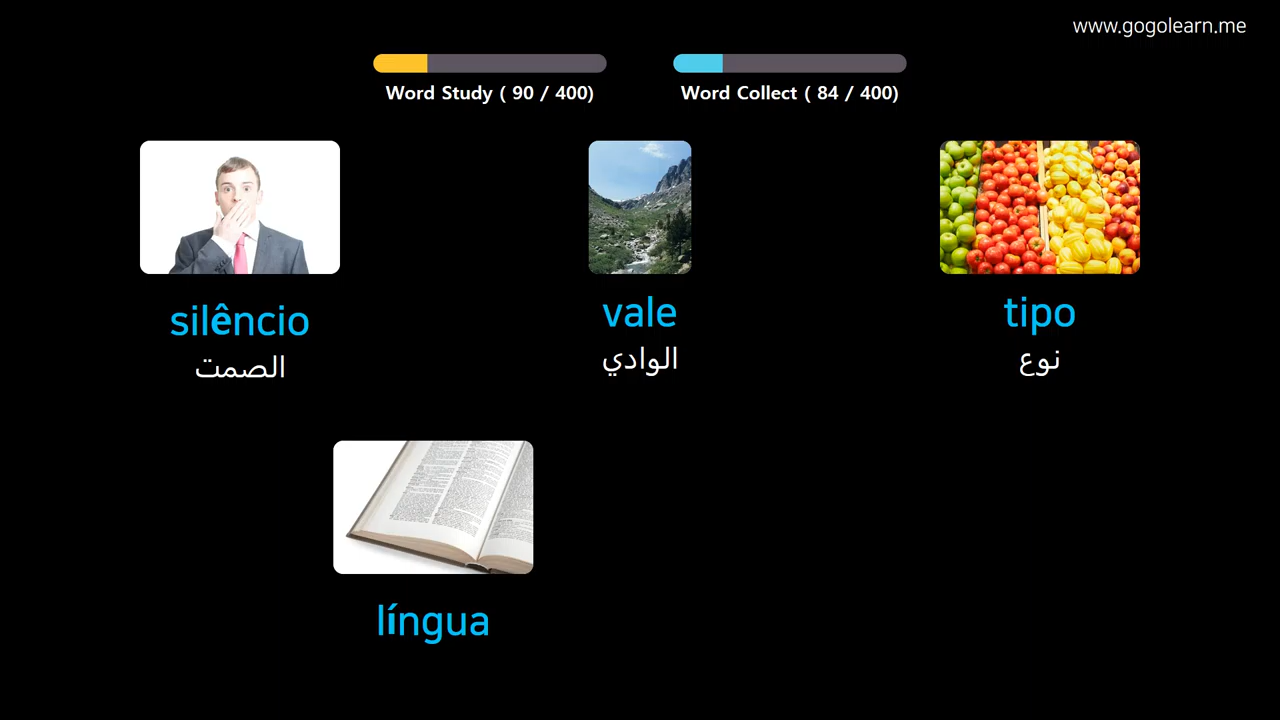 www.gogolearn.me
Word Study ( 90 / 400)
Word Collect ( 84 / 400)
silêncio
الصمت
vale
الوادي
tipo
نوع
língua